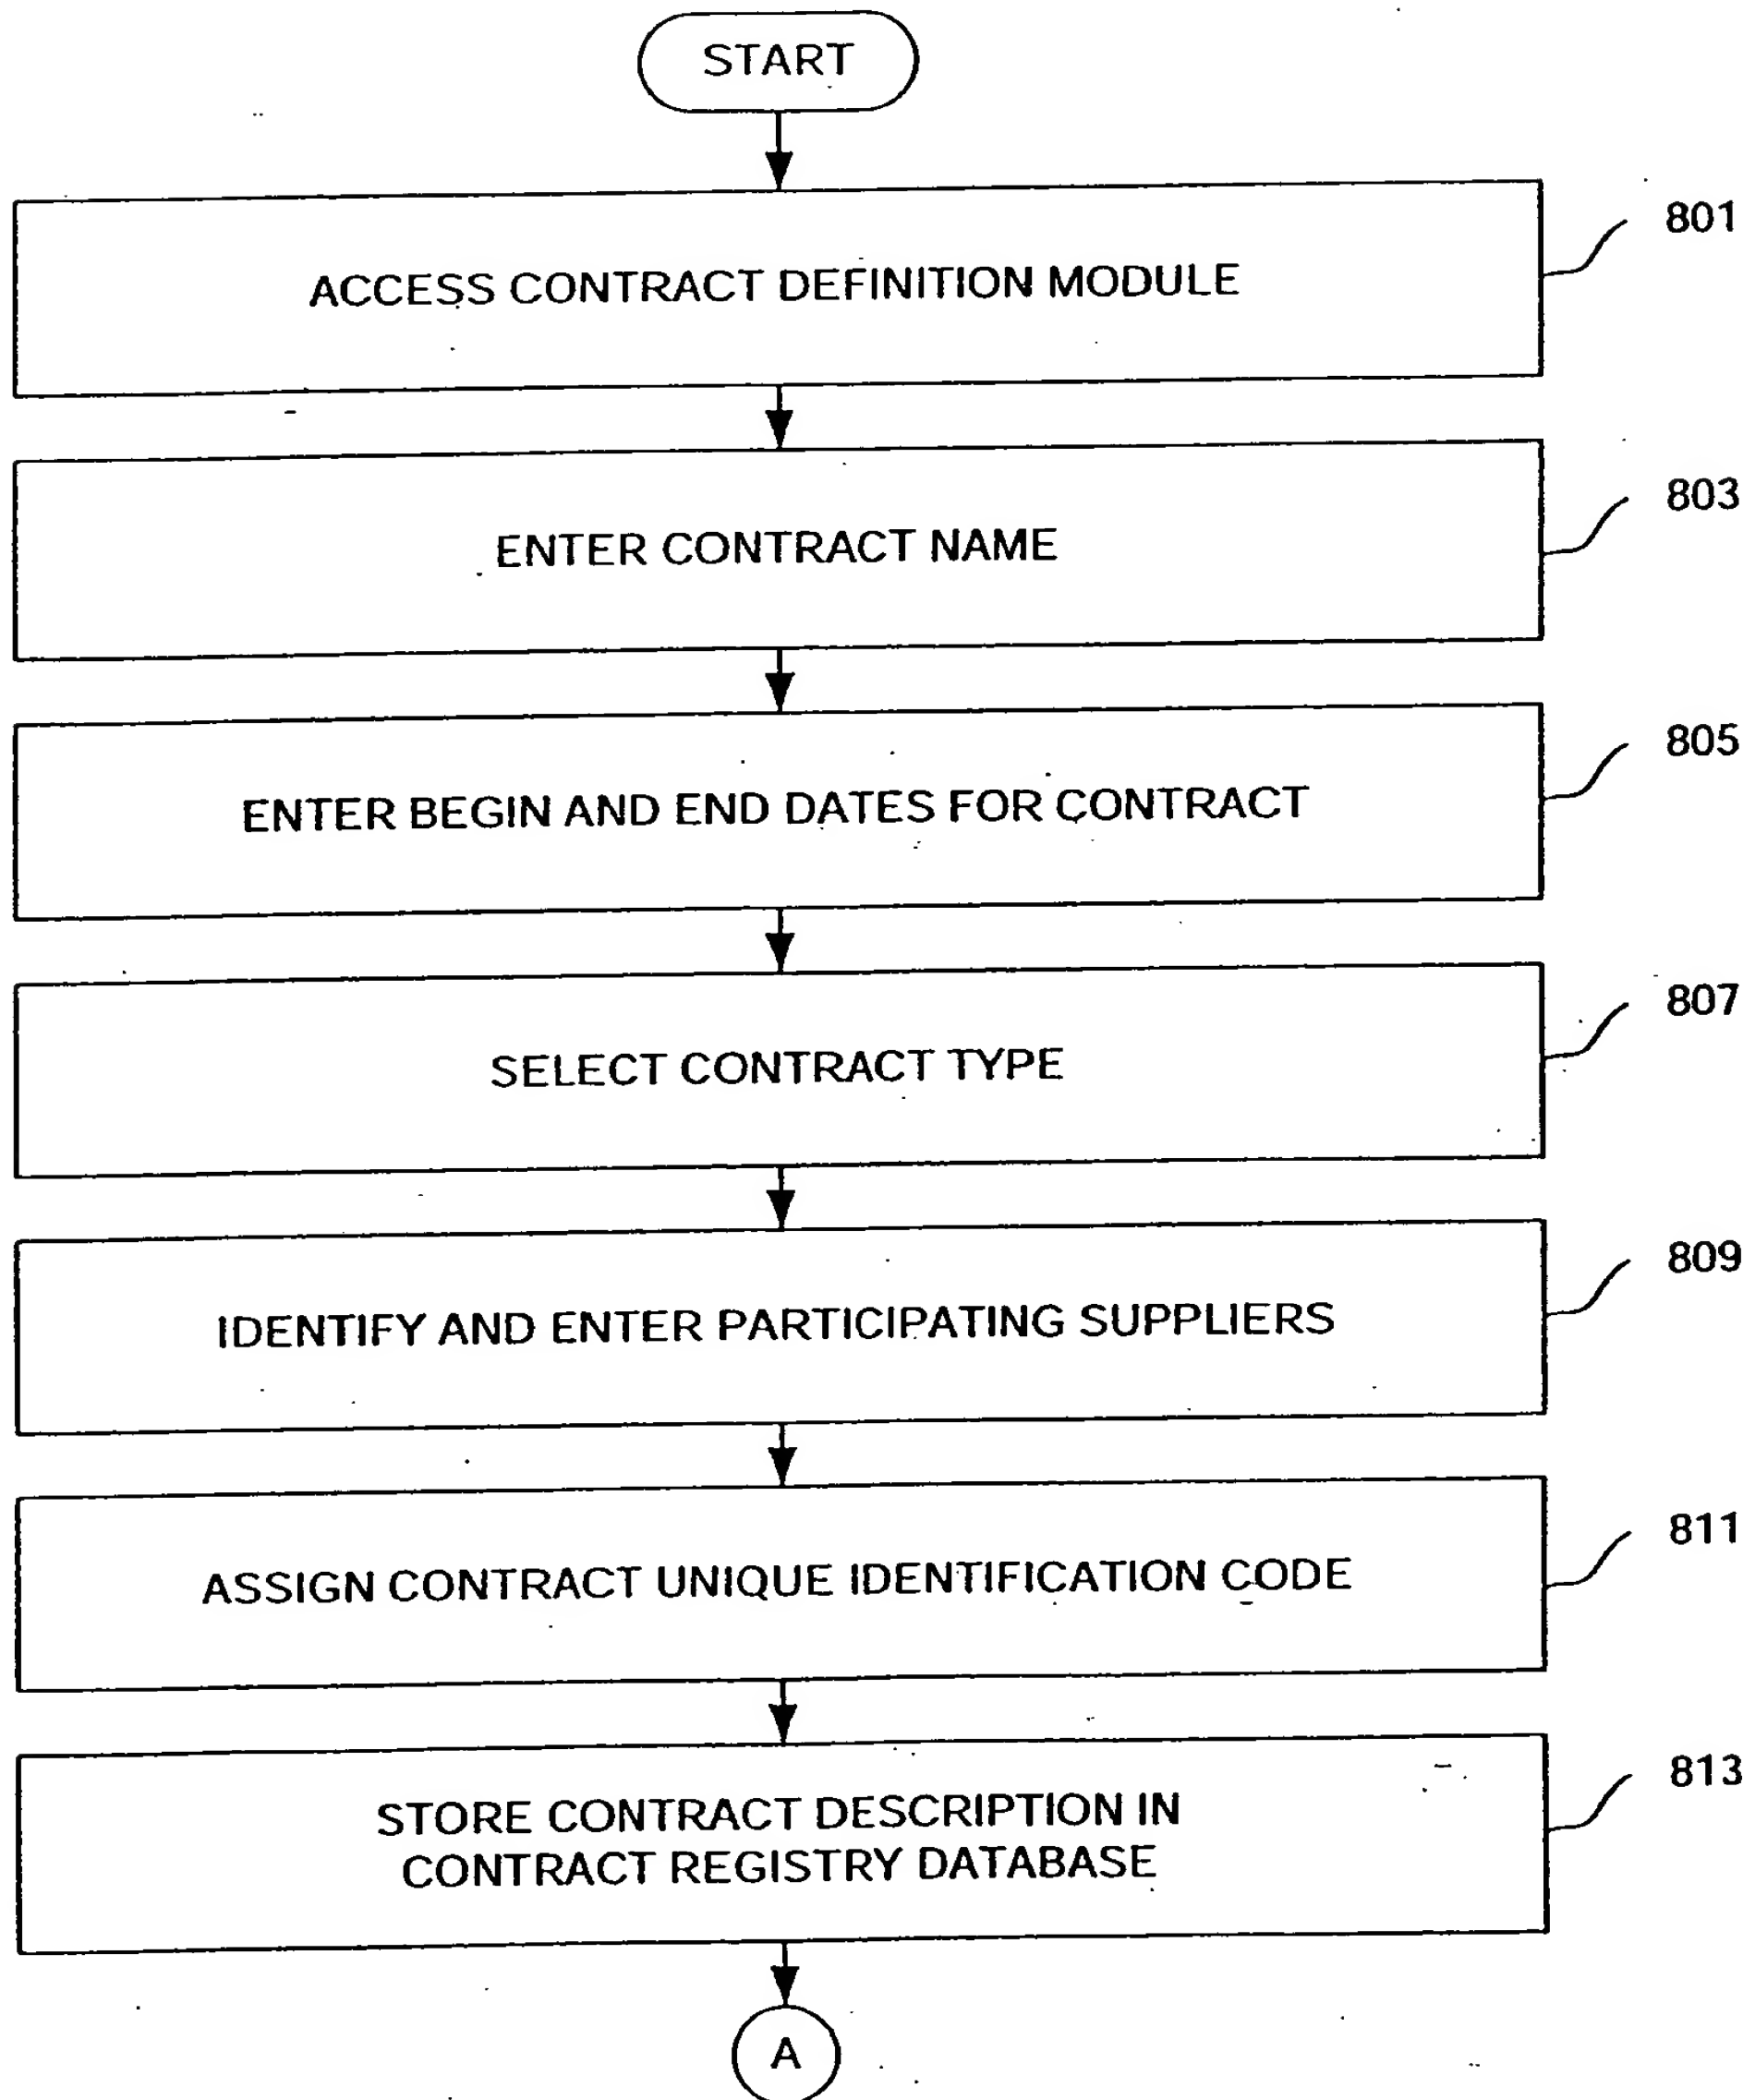 START
801
ACCESS CONTRACT DEFINITION MODULE
803
ENTER CONTRACT NAME
805
ENTER BEGIN AND END DATES FOR CONTRACT
807
SELECT CONTRACT TYPE
809
IDENTIFY AND ENTER PARTICIPATING SUPPLIERS
811
ASSIGN CONTRACT UNIQUE IDENTIFICATION CODE
813
STORE CONTRACT DESCRIPTION IN
CONTRACT REGISTRY DATABASE
A